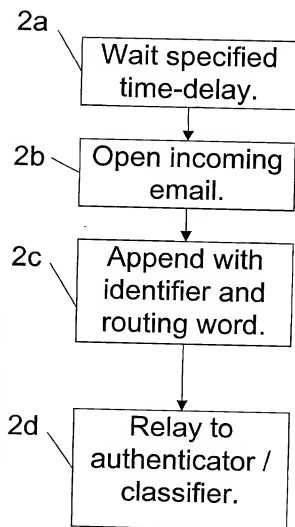 2a
Wait specified
time-delay.
2b
Open incoming
email.
2c
Append with
identifier and
routing word.
2d
Relay to
authenticator /
classifier.